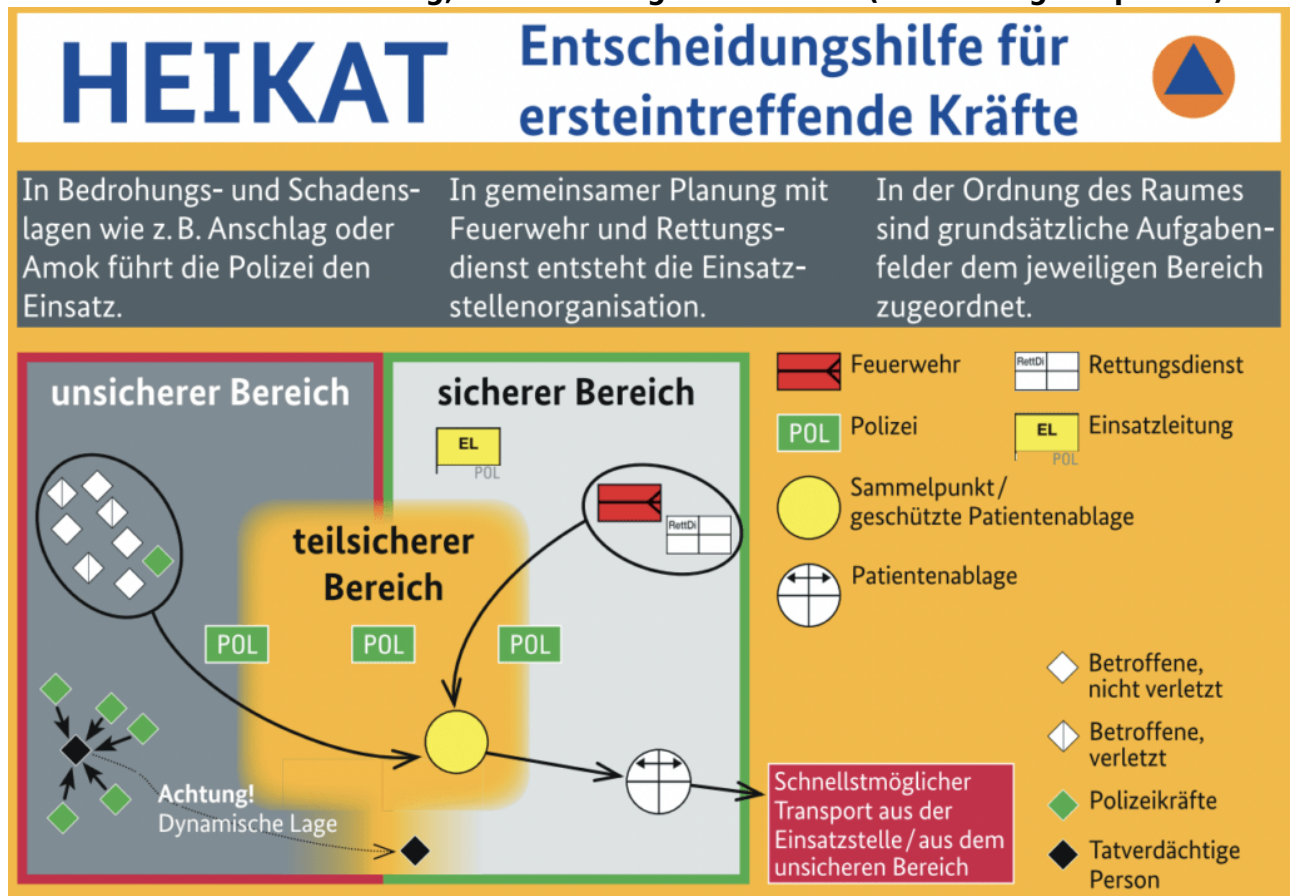 HEIKAT
Entscheidungshilfe für
ersteintreffende Kräfte
In Bedrohungs- und Schadens-
lagen wie z. B. Anschlag oder
Amok führt die Polizei den
Einsatz.
In gemeinsamer Planung mit
Feuerwehr und Rettungs-
dienst entsteht die Einsatz-
stellenorganisation.
In der Ordnung des Raumes
sind grundsätzliche Aufgaben-
felder dem jeweiligen Bereich
zugeordnet.
unsicherer Bereich
sicherer Bereich
EL
POL
RettDi
teilsicherer
Bereich
POL
POL
POL
Achtung!
Dynamische Lage
Feuerwehr
RettDi
Rettungsdienst
POL
Polizei
EL
POL
Einsatzleitung
Sammelpunkt/
geschützte Patientenablage
Patientenablage
Betroffene,
nicht verletzt
Betroffene,
verletzt
Polizeikräfte
Tatverdächtige
Person
Schnellstmöglicher
Transport aus der
Einsatzstelle/aus dem
unsicheren Bereich